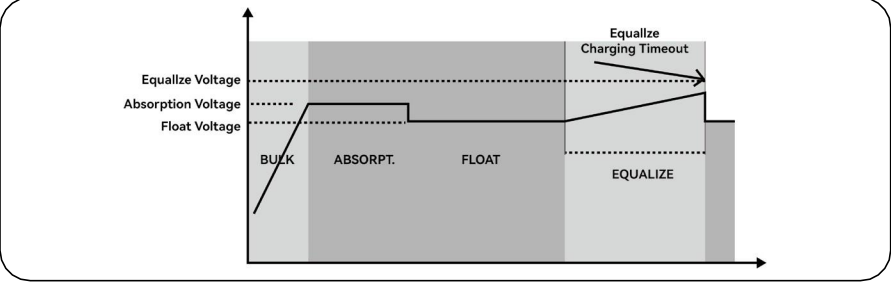 Equallze
Charging Timeout
Equallze Voltage
Absorption Voltage
Float Voltage
BULK
ABSORPT.
FLOAT
EQUALIZE